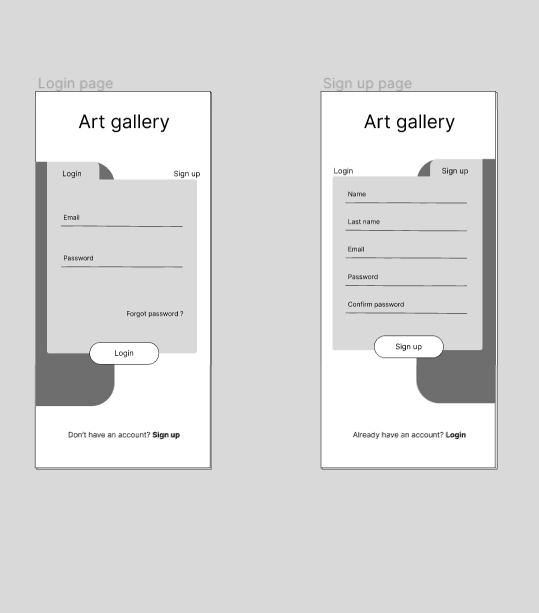 Login page
Art gallery
Login
Sign up
Email
Password
Forgot password ?
Login
Don't have an account? Sign up
Sign up page
Art gallery
Login
Sign up
Name
Last name
Email
Password
Confirm password
Sign up
Already have an account? Login